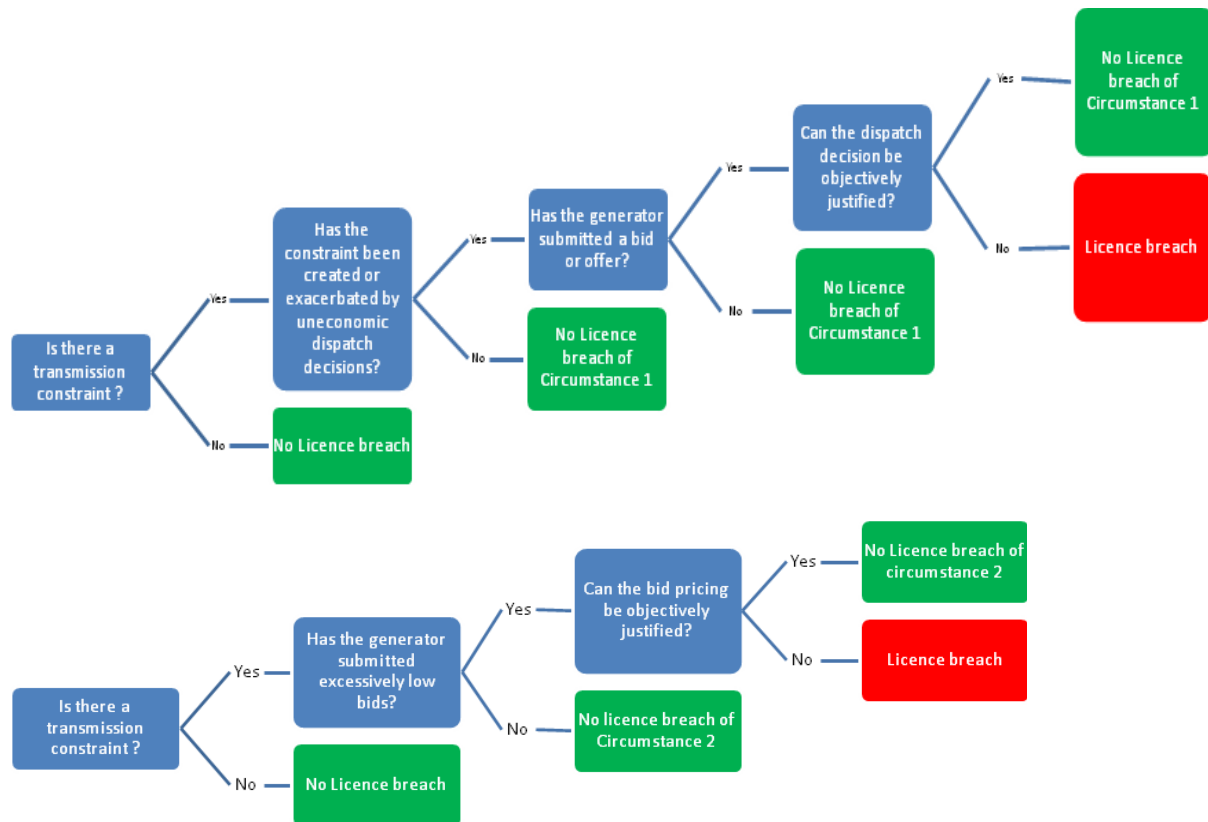 Is there a
transmission
constraint ?
Yes
No
Has the
constraint been
created or
exacerbated by
uneconomic
dispatch
decisions?
No Licence breach
Yes
No
Has the generator
submitted a bid
or offer?
No Licence
breach of
Circumstance 1
Yes
No
Can the dispatch
decision be
objectively
justified?
No Licence
breach of
Circumstance 1
Yes
No
No Licence
breach of
Circumstance 1
Licence breach
Is there a
transmission
constraint ?
Yes
No
Has the generator
submitted
excessively low
bids?
No Licence breach
Yes
No
Can the bid pricing
be objectively
justified?
No licence breach of
Circumstance 2
Yes
No
No Licence breach of
circumstance 2
Licence breach